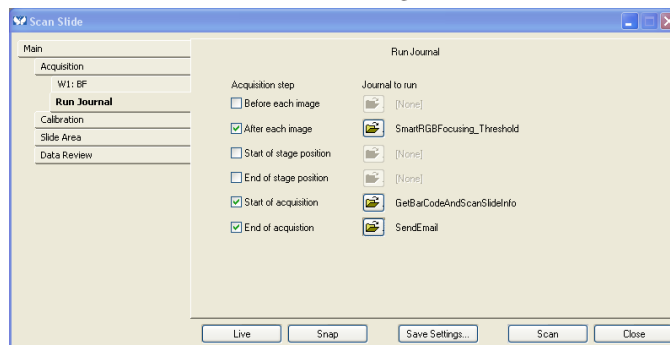 Scan Slide
Main
Acquisition
W1: BF
Run Journal
Calibration
Slide Area
Data Review
Run Journal
Acquisition step Journal to run
Before each image [None]
After each image SmartRGBFocusing_Threshold
Start of stage position [None]
End of stage position [None]
Start of acquisition GetBarCodeAndScanSlideInfo
End of acquistion SendEmail
Live Snap Save Settings... Scan Close